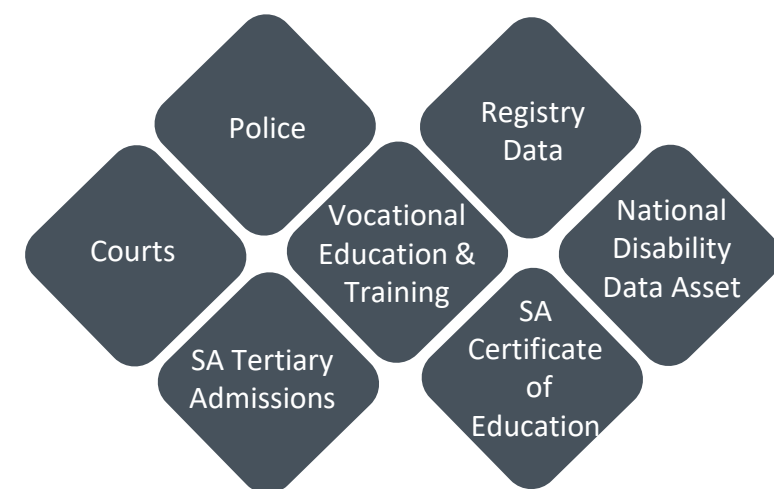 Police
Registry
Data
Courts
Vocational
Education &
Training
National
Disability
Data Asset
SA Tertiary
Admissions
SA
Certificate
of
Education